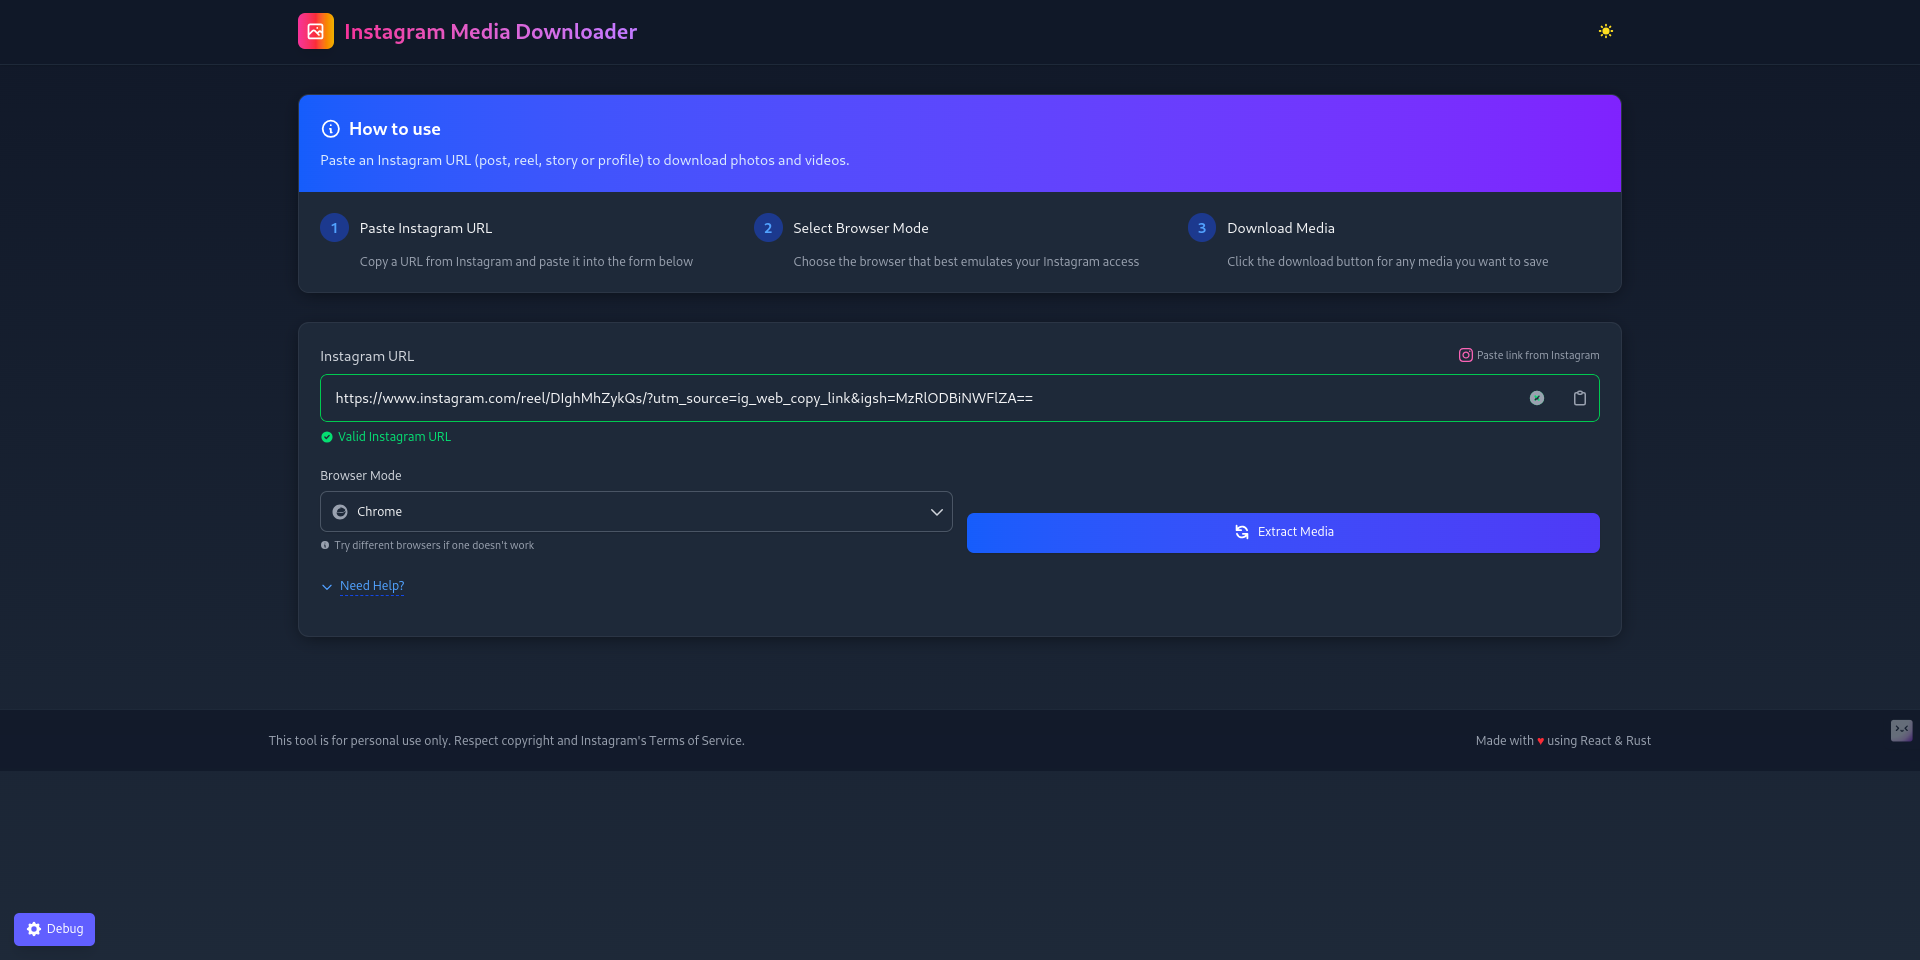 Instagram Media Downloader
How to use
Paste an Instagram URL (post, reel, story or profile) to download photos and videos.
1 Paste Instagram URL
Copy a URL from Instagram and paste it into the form below
2 Select Browser Mode
Choose the browser that best emulates your Instagram access
3 Download Media
Click the download button for any media you want to save
Instagram URL
Paste link from Instagram
https://www.instagram.com/reel/DIghMhZykQs/?utm_source=ig_web_copy_link&igsh=MzRlODBiNWFlZA==
Valid Instagram URL
Browser Mode
Chrome
Try different browsers if one doesn't work
Extract Media
Need Help?
This tool is for personal use only. Respect copyright and Instagram's Terms of Service.
Made with ♥ using React & Rust
Debug